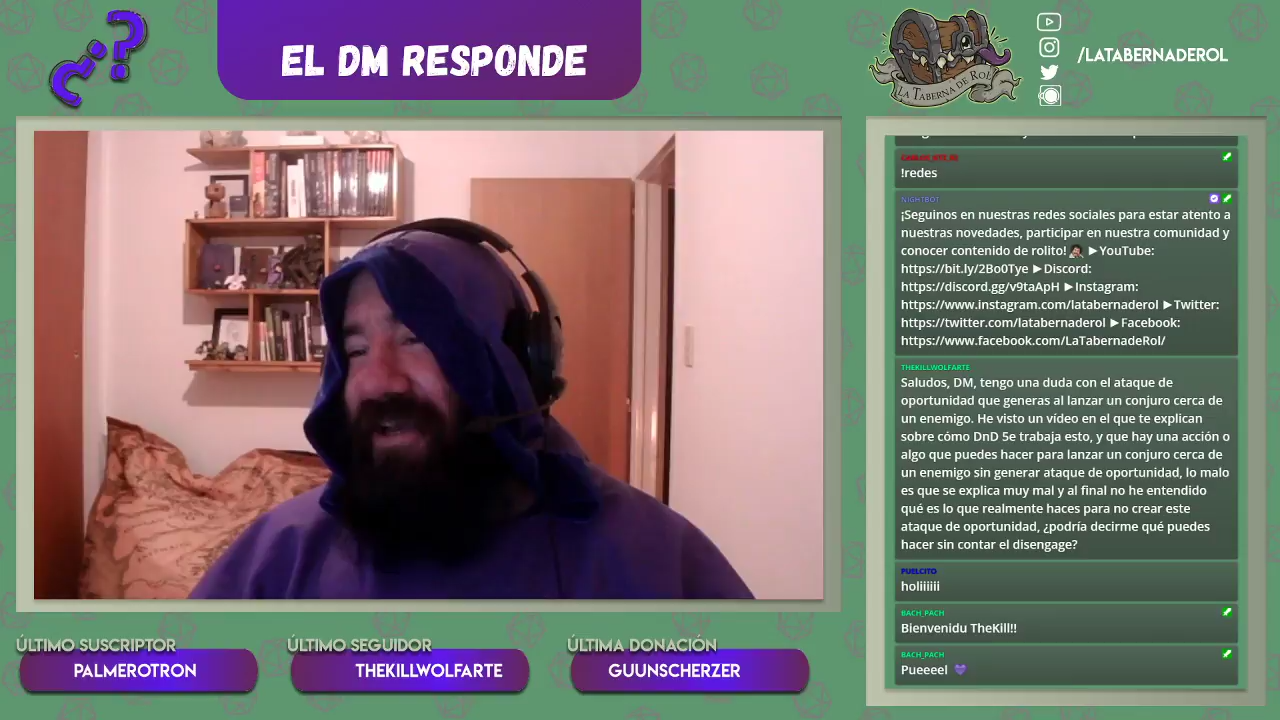 ¿?
EL DM RESPONDE
LA TABERNA DE ROL
/LATABERNADEROL
!redes
NIGHTBOT
¡Seguinos en nuestras redes sociales para estar atento a
nuestras novedades, participar en nuestra comunidad y
conocer contenido de rolito! ►YouTube:
https://bit.ly/2Bo0Tye ►Discord:
https://discord.gg/v9taApH ►Instagram:
https://www.instagram.com/latabernaderol ►Twitter:
https://twitter.com/latabernaderol ►Facebook:
https://www.facebook.com/LaTabernadeRol/
THEKILLWOLFARTE
Saludos, DM, tengo una duda con el ataque de
oportunidad que generas al lanzar un conjuro cerca de
un enemigo. He visto un vídeo en el que te explican
sobre cómo DnD 5e trabaja esto, y que hay una acción o
algo que puedes hacer para lanzar un conjuro cerca de
un enemigo sin generar ataque de oportunidad, lo malo
es que se explica muy mal y al final no he entendido
qué es lo que realmente haces para no crear este
ataque de oportunidad, ¿podría decirme qué puedes
hacer sin contar el disengage?
PUELCITO
holiiiiii
BACH_PACH
Bienvenidu TheKill!!
BACH_PACH
Pueeeel
ÚLTIMO SUSCRIPTOR
PALMEROTRON
ÚLTIMO SEGUIDOR
THEKILLWOLFARTE
ÚLTIMA DONACIÓN
GUUNSCHERZER